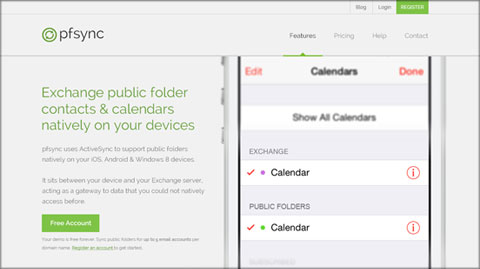 Blog Login REGISTER
pfsync
Features Pricing Help Contact
Exchange public folder
contacts & calendars
natively on your devices
pfsync uses ActiveSync to support public folders
natively on your iOS, Android & Windows 8 devices.
It sits between your device and your Exchange server,
acting as a gateway to data that you could not natively
access before.
Free Account
Your demo is free forever. Sync public folders for up to 5 email accounts per
domain name. Register an account to get started.
Edit Calendars Done
Show All Calendars
EXCHANGE
Calendar
PUBLIC FOLDERS
Calendar
SUBSCRIBED